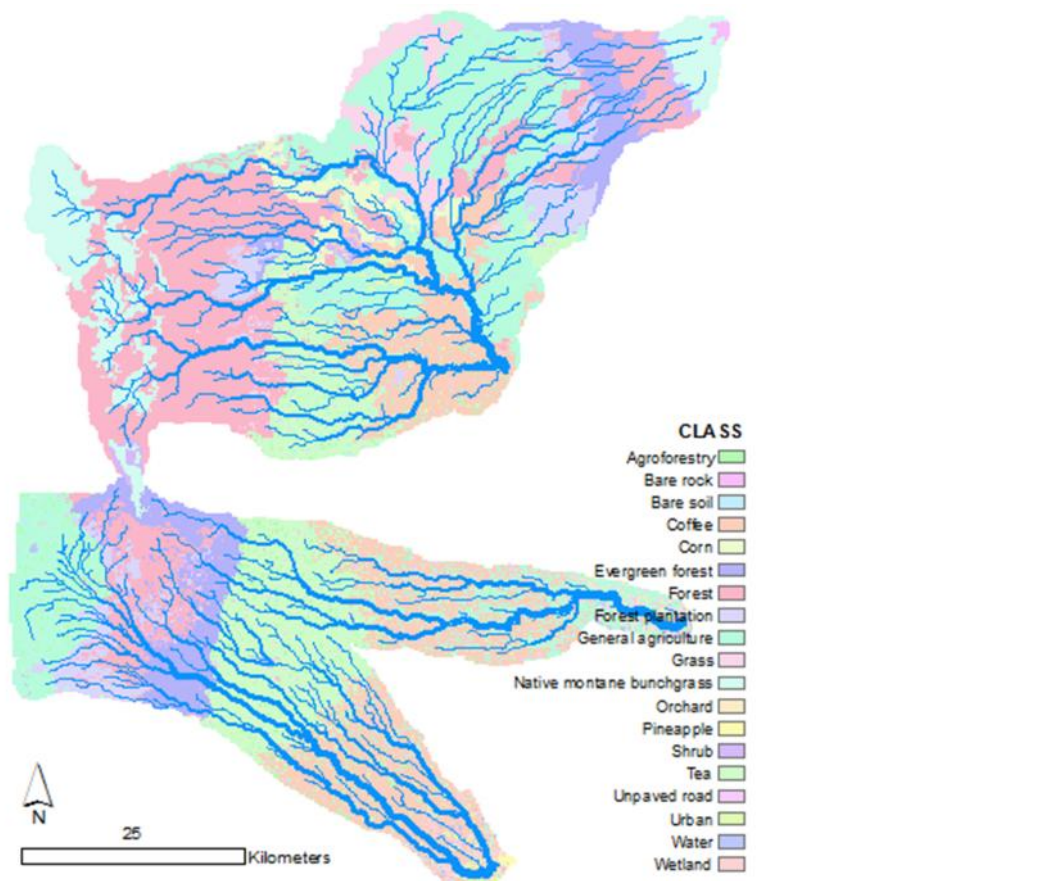 CLASS
Agroforestry
Bare rock
Bare soil
Coffee
Corn
Evergreen forest
Forest
Forest plantation
General agriculture
Grass
Native montane bunchgrass
Orchard
Pineapple
Shrub
Tea
Unpaved road
Urban
Water
Wetland
N
25
Kilometers